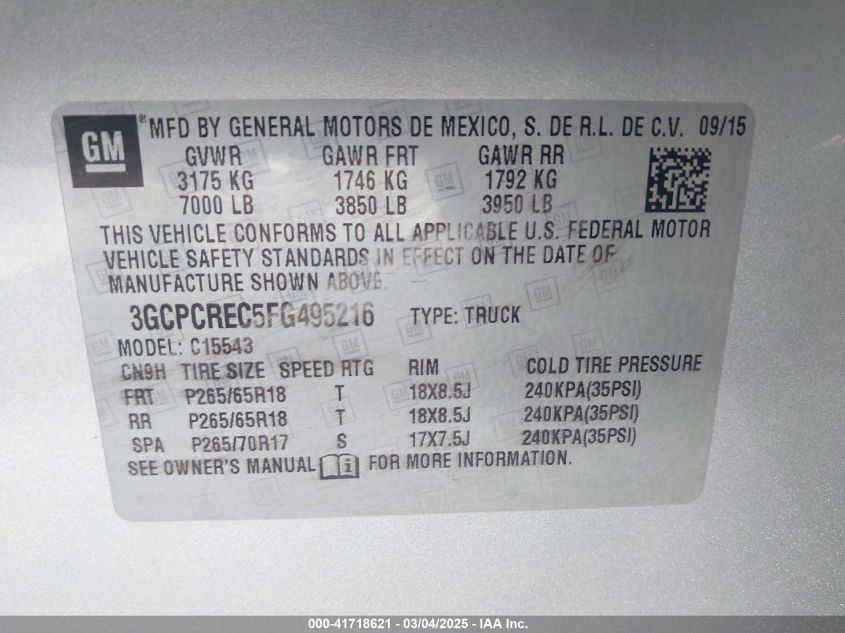 GM ® MFD BY GENERAL MOTORS DE MEXICO, S. DE R.L. DE C.V. 09/15
GVWR GAWR FRT GAWR RR
3175 KG 1746 KG 1792 KG
7000 LB 3850 LB 3950 LB
THIS VEHICLE CONFORMS TO ALL APPLICABLE U.S. FEDERAL MOTOR
VEHICLE SAFETY STANDARDS IN EFFECT ON THE DATE OF
MANUFACTURE SHOWN ABOVE.
3GCPCREC5FG495216 TYPE: TRUCK
MODEL: C15543
CN9H TIRE SIZE SPEED RTG RIM COLD TIRE PRESSURE
FRT P265/65R18 T 18X8.5J 240KPA(35PSI)
RR P265/65R18 T 18X8.5J 240KPA(35PSI)
SPA P265/70R17 S 17X7.5J 240KPA(35PSI)
SEE OWNER'S MANUAL FOR MORE INFORMATION.
000-41718621 - 03/04/2025 - IAA Inc.